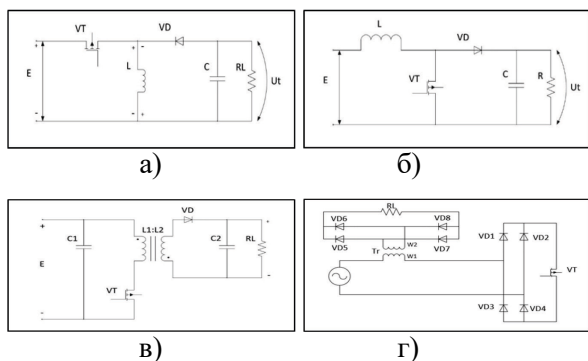 VT VD
E L C RL Ut
+ - + -
а)
L
VD
E VT C R Ut
б)
VD
L1:L2
C1 C2 RL
E
VT
в)
RL
VD6 VD8
VD5 Tr W2 VD7
W1
VD1 VD2
VT
VD3 VD4
г)